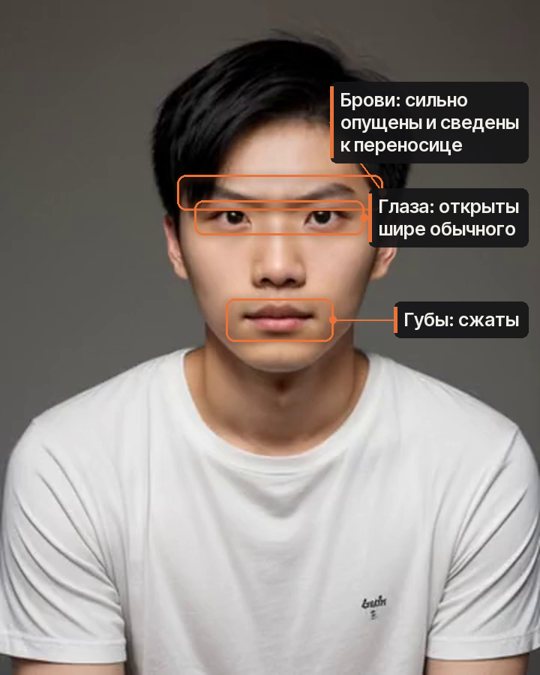 Брови: сильно
опущены и сведены
к переносице
Глаза: открыты
шире обычного
Губы: сжаты